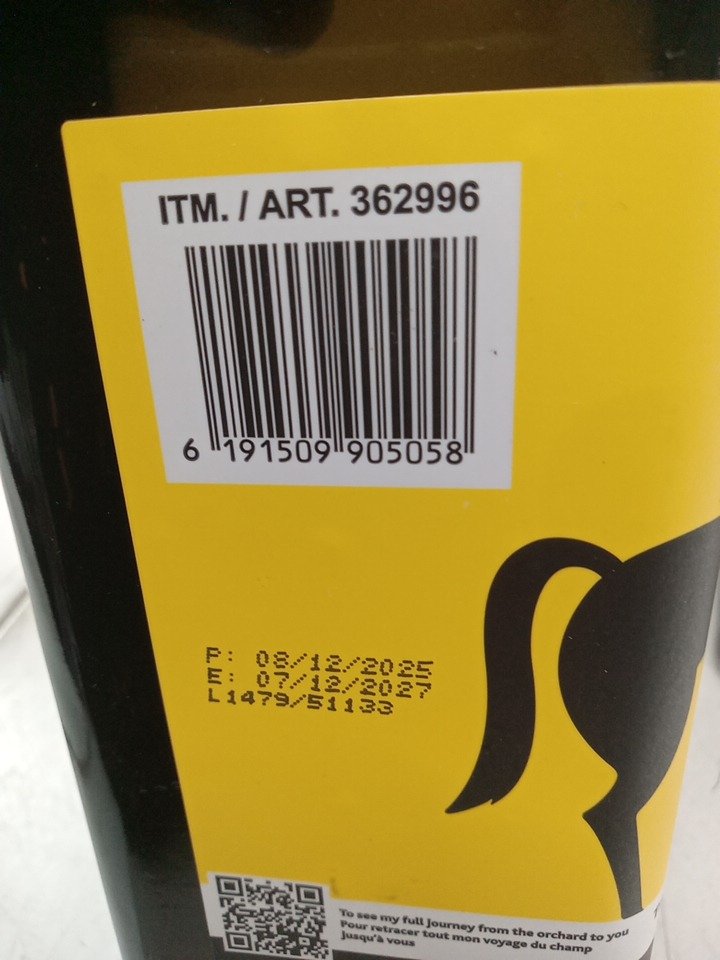 ITM. / ART. 362996
6 191509 905058
P: 08/12/2025
E: 07/12/2027
L1479/51133
To see my full journey from the orchard to you
Pour retracer tout mon voyage du champ
jusqu'à vous